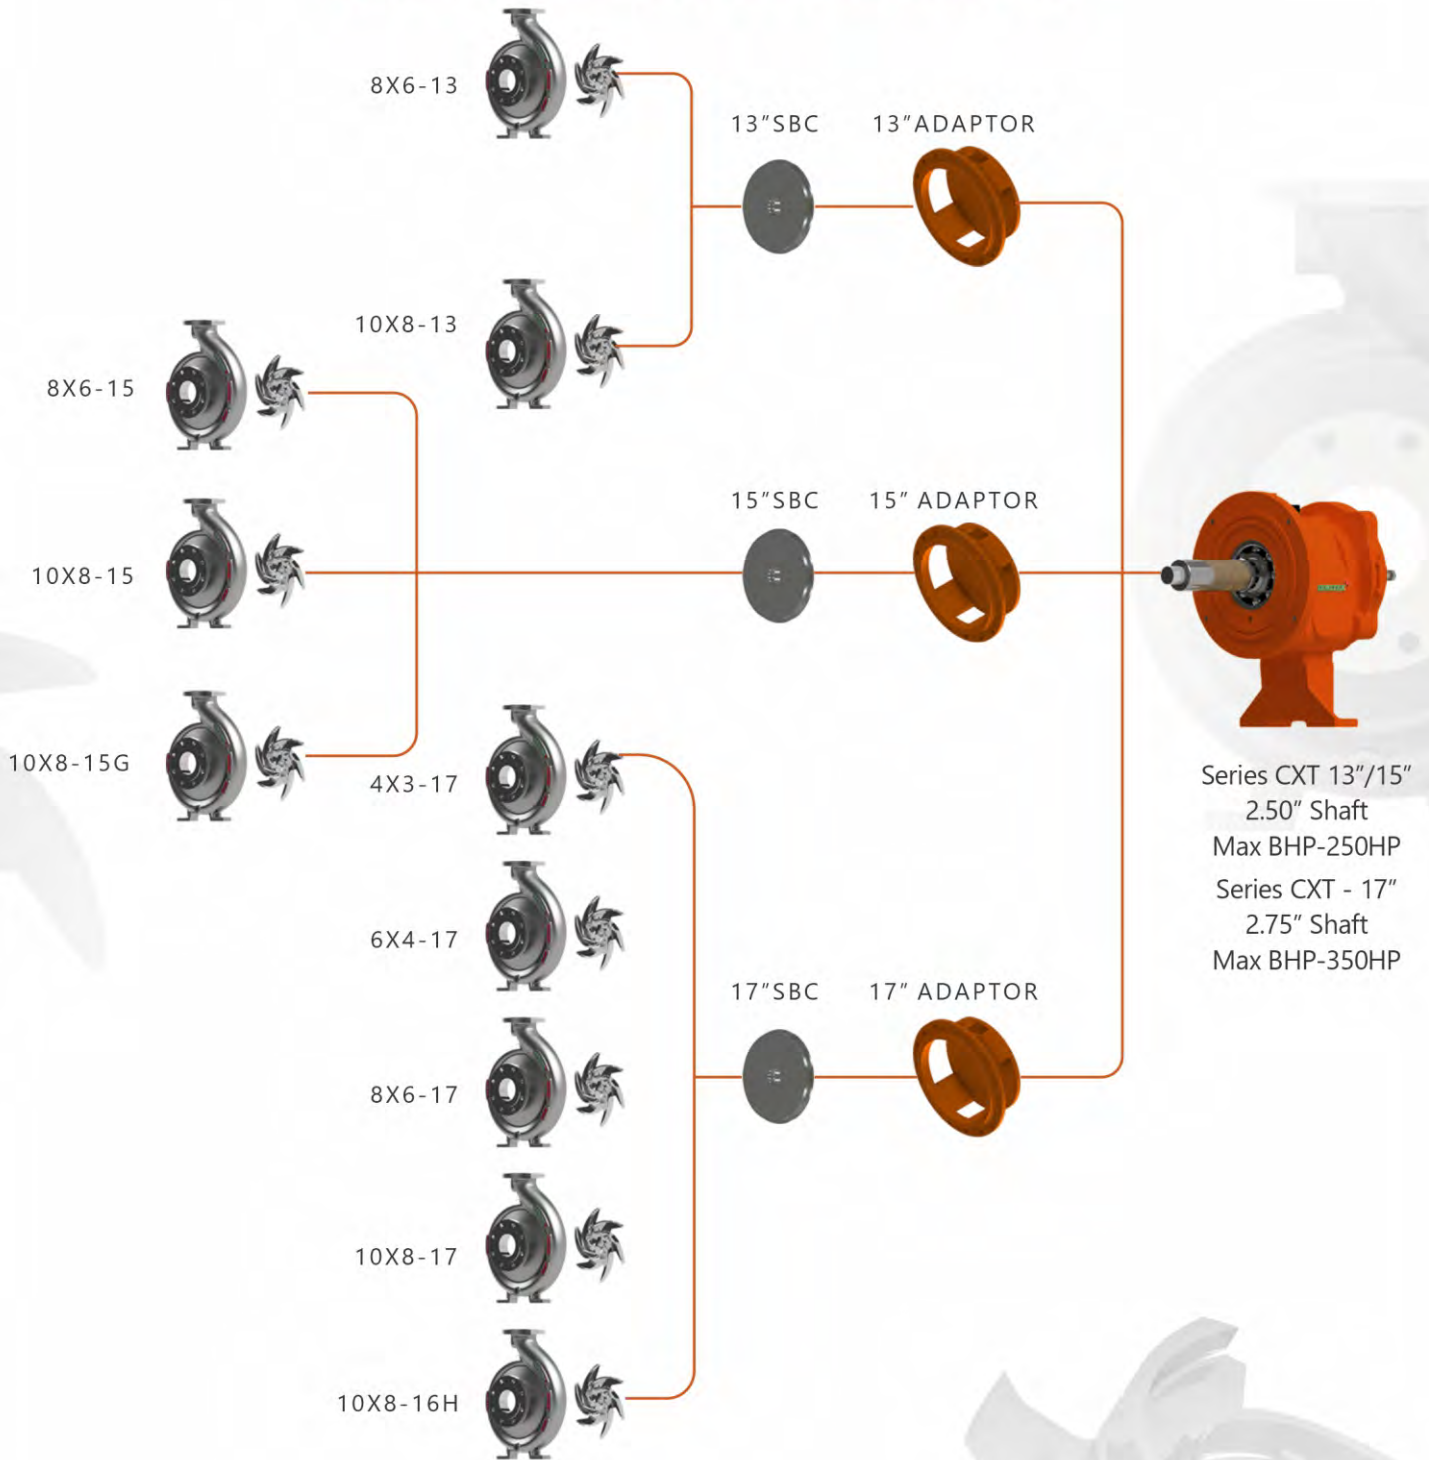 8X6-13
13"SBC
13"ADAPTOR
10X8-13
8X6-15
15"SBC
15" ADAPTOR
10X8-15
10X8-15G
4X3-17
Series CXT 13"/15"
2.50" Shaft
Max BHP-250HP
Series CXT - 17"
2.75" Shaft
Max BHP-350HP
6X4-17
17"SBC
17" ADAPTOR
8X6-17
10X8-17
10X8-16H